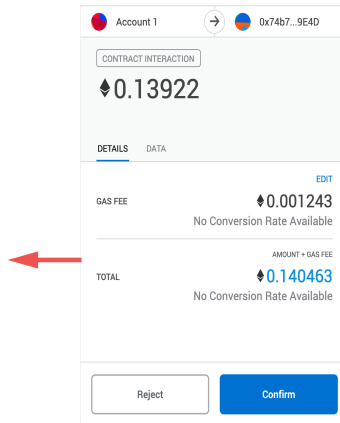 Account 1 0x74b7...9E4D
CONTRACT INTERACTION
0.13922
DETAILS DATA
EDIT
GAS FEE 0.001243
No Conversion Rate Available
AMOUNT + GAS FEE
TOTAL 0.140463
No Conversion Rate Available
Reject Confirm